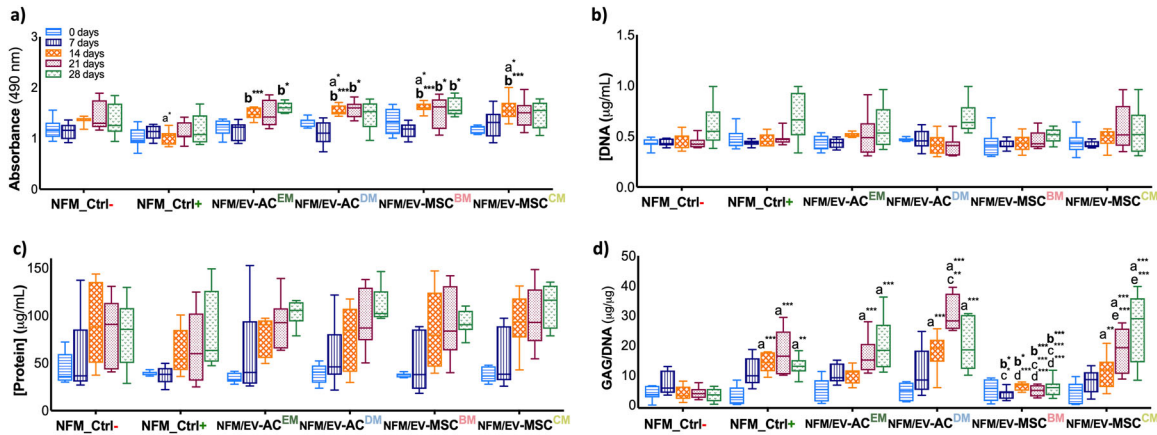 a)
Absorbance (490 nm)
3
2
1
0
0 days
7 days
14 days
21 days
28 days
a*
b***
b*
a*
b***
b*
a*
b***
b*
b*
a*
b***
NFM_Ctrl-
NFM_Ctrl+
NFM/EV-AC^EM
NFM/EV-AC^DM
NFM/EV-MSC^BM
NFM/EV-MSC^CM
b)
[DNA (µg/mL)
1.5
1.0
0.5
0.0
NFM_Ctrl-
NFM_Ctrl+
NFM/EV-AC^EM
NFM/EV-AC^DM
NFM/EV-MSC^BM
NFM/EV-MSC^CM
c)
[Protein] (µg/mL)
150
100
50
0
NFM_Ctrl-
NFM_Ctrl+
NFM/EV-AC^EM
NFM/EV-AC^DM
NFM/EV-MSC^BM
NFM/EV-MSC^CM
d)
GAGG/DNA (µg/µg)
50
40
30
20
10
0
a***
a***
a**
a***
a***
a***
a***
c**
a***
b*
c*
b*
d***
b***
c***
d***
b***
c***
d***
a**
a***
e***
a***
e***
NFM_Ctrl-
NFM_Ctrl+
NFM/EV-AC^EM
NFM/EV-AC^DM
NFM/EV-MSC^BM
NFM/EV-MSC^CM